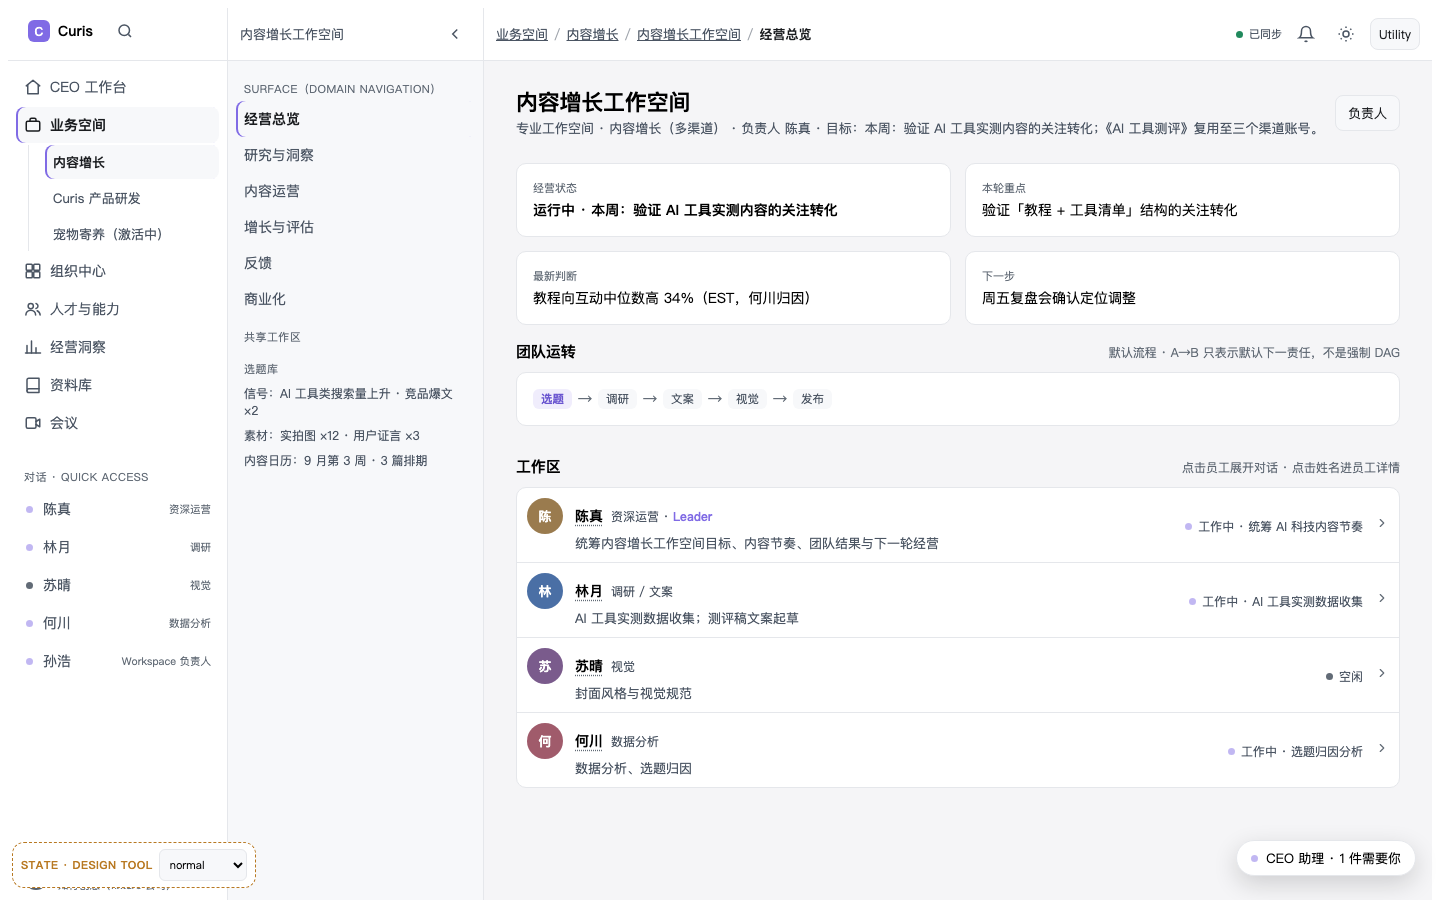 C Curis
CEO 工作台
业务空间
内容增长
Curis 产品研发
宠物寄养（激活中）
组织中心
人才与能力
经营洞察
资料库
会议
对话 · QUICK ACCESS
陈真 资深运营
林月 调研
苏晴 视觉
何川 数据分析
孙浩 Workspace 负责人
STATE · DESIGN TOOL normal
内容增长工作空间
SURFACE（DOMAIN NAVIGATION）
经营总览
研究与洞察
内容运营
增长与评估
反馈
商业化
共享工作区
选题库
信号：AI 工具类搜索量上升 · 竞品爆文
×2
素材：实拍图 ×12 · 用户证言 ×3
内容日历：9 月第 3 周 · 3 篇排期
业务空间 / 内容增长 / 内容增长工作空间 / 经营总览
已同步
Utility
内容增长工作空间
专业工作空间 · 内容增长（多渠道） · 负责人 陈真 · 目标：本周：验证 AI 工具实测内容的关注转化；《AI 工具测评》复用至三个渠道账号。
负责人
经营状态
运行中 · 本周：验证 AI 工具实测内容的关注转化
本轮重点
验证「教程 + 工具清单」结构的关注转化
最新判断
教程向互动中位数高 34%（EST，何川归因）
下一步
周五复盘会确认定位调整
团队运转
默认流程 · A→B 只表示默认下一责任，不是强制 DAG
选题 → 调研 → 文案 → 视觉 → 发布
工作区
点击员工展开对话 · 点击姓名进员工详情
陈 陈真 资深运营 · Leader
统筹内容增长工作空间目标、内容节奏、团队结果与下一轮经营
工作中 · 统筹 AI 科技内容节奏
林 林月 调研 / 文案
AI 工具实测数据收集；测评稿文案起草
工作中 · AI 工具实测数据收集
苏 苏晴 视觉
封面风格与视觉规范
空闲
何 何川 数据分析
数据分析、选题归因
工作中 · 选题归因分析
CEO 助理 · 1 件需要你